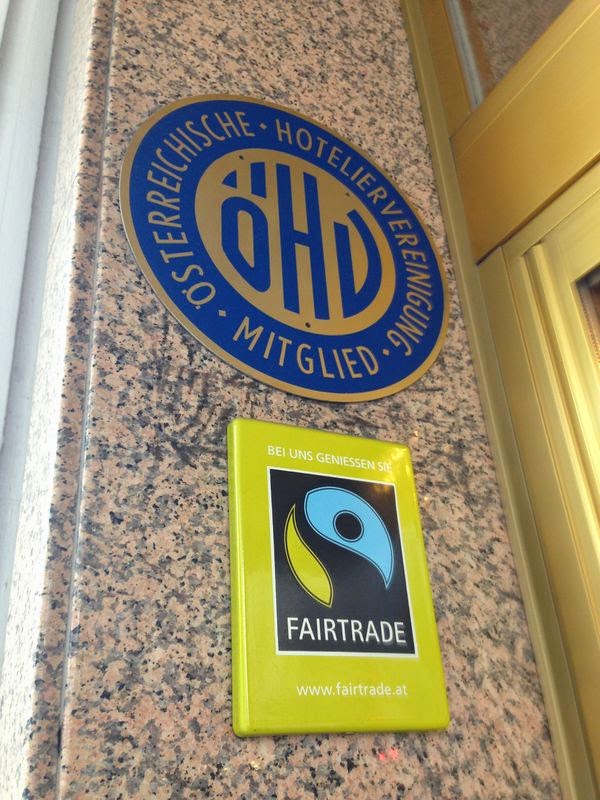 ÖSTERREICHISCHE · HOTELIERVEREINIGUNG
· MITGLIED ·
ÖHV
BEI UNS GENIESSEN SIE
FAIRTRADE
www.fairtrade.at